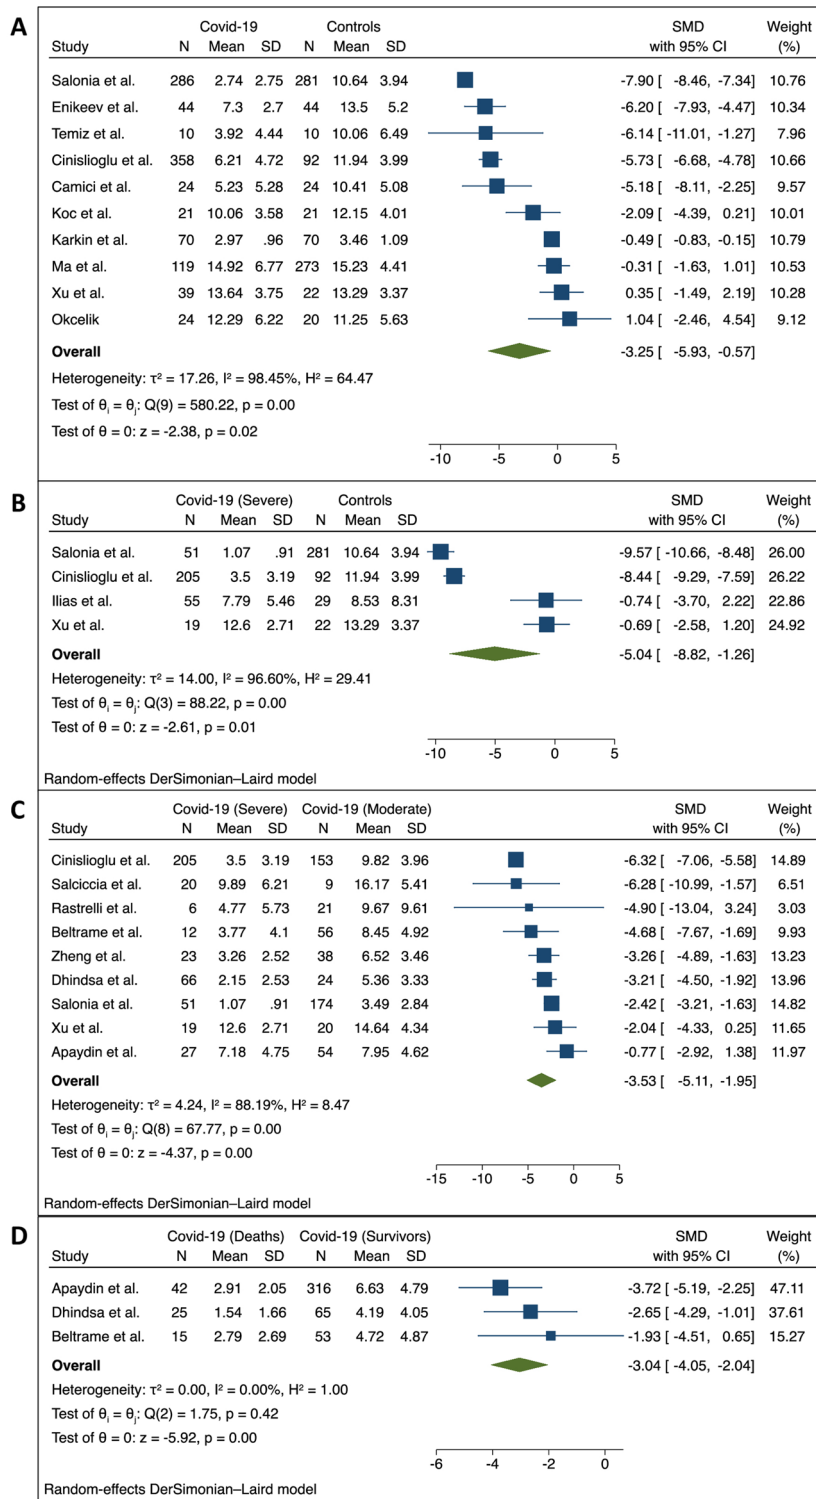 A
Covid-19 Controls SMD Weight
Study N Mean SD N Mean SD with 95% CI (%)
Salonia et al. 286 2.74 2.75 281 10.64 3.94 -7.90 [ -8.46, -7.34] 10.76
Enikeev et al. 44 7.3 2.7 44 13.5 5.2 -6.20 [ -7.93, -4.47] 10.34
Temiz et al. 10 3.92 4.44 10 10.06 6.49 -6.14 [ -11.01, -1.27] 7.96
Cinislioglu et al. 358 6.21 4.72 92 11.94 3.99 -5.73 [ -6.68, -4.78] 10.66
Camici et al. 24 5.23 5.28 24 10.41 5.08 -5.18 [ -8.11, -2.25] 9.57
Koc et al. 21 10.06 3.58 21 12.15 4.01 -2.09 [ -4.39, 0.21] 10.01
Karkin et al. 70 2.97 .96 70 3.46 1.09 -0.49 [ -0.83, -0.15] 10.79
Ma et al. 119 14.92 6.77 273 15.23 4.41 -0.31 [ -1.63, 1.01] 10.53
Xu et al. 39 13.64 3.75 22 13.29 3.37 0.35 [ -1.49, 2.19] 10.28
Okcelik 24 12.29 6.22 20 11.25 5.63 1.04 [ -2.46, 4.54] 9.12
Overall -3.25 [ -5.93, -0.57]
Heterogeneity: τ² = 17.26, I² = 98.45%, H² = 64.47
Test of θi = θj: Q(9) = 580.22, p = 0.00
Test of θ = 0: z = -2.38, p = 0.02
-10 -5 0 5
B
Covid-19 (Severe) Controls SMD Weight
Study N Mean SD N Mean SD with 95% CI (%)
Salonia et al. 51 1.07 .91 281 10.64 3.94 -9.57 [ -10.66, -8.48] 26.00
Cinislioglu et al. 205 3.5 3.19 92 11.94 3.99 -8.44 [ -9.29, -7.59] 26.22
Ilias et al. 55 7.79 5.46 29 8.53 8.31 -0.74 [ -3.70, 2.22] 22.86
Xu et al. 19 12.6 2.71 22 13.29 3.37 -0.69 [ -2.58, 1.20] 24.92
Overall -5.04 [ -8.82, -1.26]
Heterogeneity: τ² = 14.00, I² = 96.60%, H² = 29.41
Test of θi = θj: Q(3) = 88.22, p = 0.00
Test of θ = 0: z = -2.61, p = 0.01
-10 -5 0 5
Random-effects DerSimonian–Laird model
C
Covid-19 (Severe) Covid-19 (Moderate) SMD Weight
Study N Mean SD N Mean SD with 95% CI (%)
Cinislioglu et al. 205 3.5 3.19 153 9.82 3.96 -6.32 [ -7.06, -5.58] 14.89
Salciccia et al. 20 9.89 6.21 9 16.17 5.41 -6.28 [ -10.99, -1.57] 6.51
Rastrelli et al. 6 4.77 5.73 21 9.67 9.61 -4.90 [ -13.04, 3.24] 3.03
Beltrame et al. 12 3.77 4.1 56 8.45 4.92 -4.68 [ -7.67, -1.69] 9.93
Zheng et al. 23 3.26 2.52 38 6.52 3.46 -3.26 [ -4.89, -1.63] 13.23
Dhindsa et al. 66 2.15 2.53 24 5.36 3.33 -3.21 [ -4.50, -1.92] 13.96
Salonia et al. 51 1.07 .91 174 3.49 2.84 -2.42 [ -3.21, -1.63] 14.82
Xu et al. 19 12.6 2.71 20 14.64 4.34 -2.04 [ -4.33, 0.25] 11.65
Apaydin et al. 27 7.18 4.75 54 7.95 4.62 -0.77 [ -2.92, 1.38] 11.97
Overall -3.53 [ -5.11, -1.95]
Heterogeneity: τ² = 4.24, I² = 88.19%, H² = 8.47
Test of θi = θj: Q(8) = 67.77, p = 0.00
Test of θ = 0: z = -4.37, p = 0.00
-15 -10 -5 0 5
Random-effects DerSimonian–Laird model
D
Covid-19 (Deaths) Covid-19 (Survivors) SMD Weight
Study N Mean SD N Mean SD with 95% CI (%)
Apaydin et al. 42 2.91 2.05 316 6.63 4.79 -3.72 [ -5.19, -2.25] 47.11
Dhindsa et al. 25 1.54 1.66 65 4.19 4.05 -2.65 [ -4.29, -1.01] 37.61
Beltrame et al. 15 2.79 2.69 53 4.72 4.87 -1.93 [ -4.51, 0.65] 15.27
Overall -3.04 [ -4.05, -2.04]
Heterogeneity: τ² = 0.00, I² = 0.00%, H² = 1.00
Test of θi = θj: Q(2) = 1.75, p = 0.42
Test of θ = 0: z = -5.92, p = 0.00
-6 -4 -2 0
Random-effects DerSimonian–Laird model